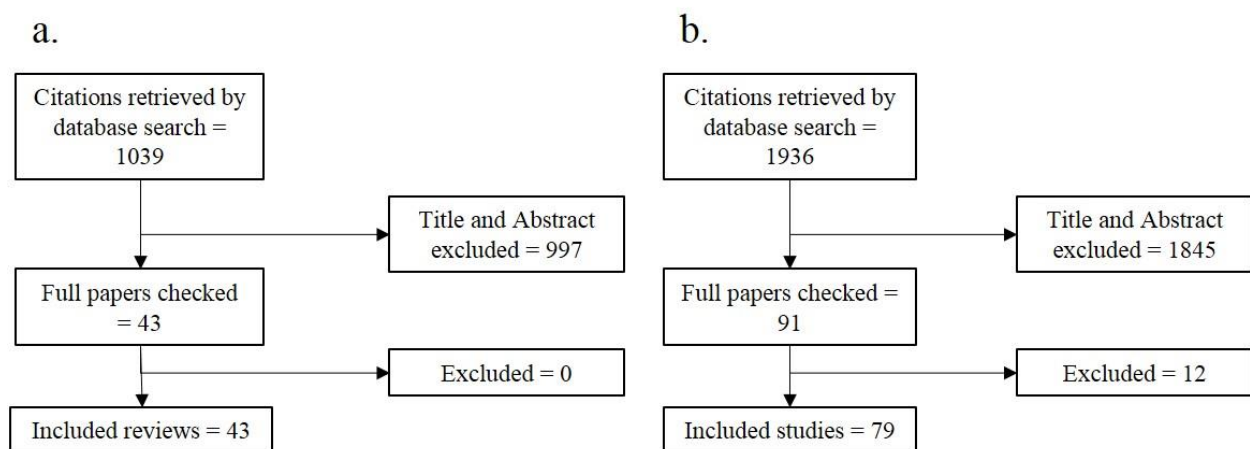 a.
Citations retrieved by
database search =
1039
Title and Abstract
excluded = 997
Full papers checked
= 43
Excluded = 0
Included reviews = 43
b.
Citations retrieved by
database search =
1936
Title and Abstract
excluded = 1845
Full papers checked =
91
Excluded = 12
Included studies = 79